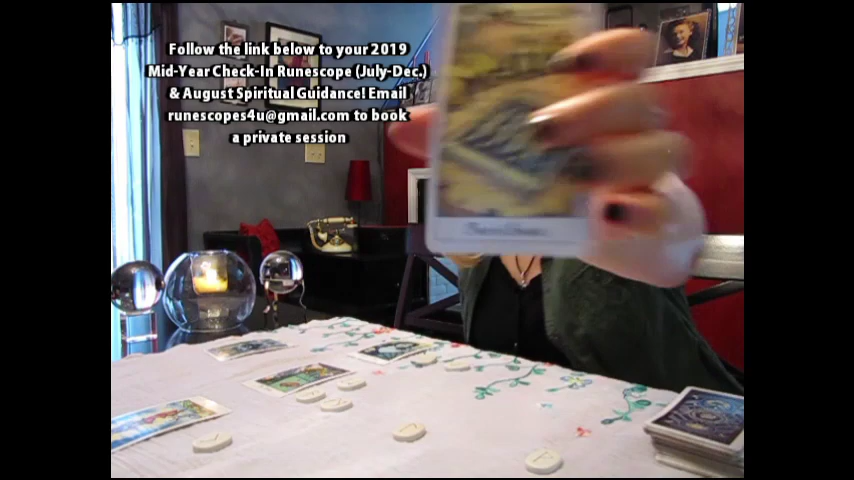 Follow the link below to your 2019
Mid-Year Check-In Runescope (July-Dec.)
& August Spiritual Guidance! Email
runescopes4u@gmail.com to book
a private session